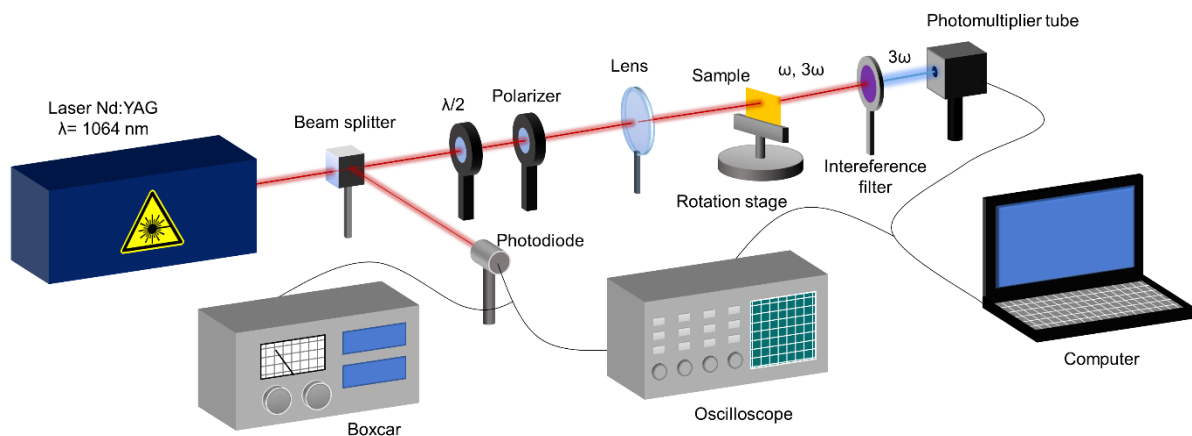 Laser Nd:YAG
λ= 1064 nm
Beam splitter
λ/2
Polarizer
Lens
Sample
ω, 3ω
3ω
Photomultiplier tube
Intereference
filter
Rotation stage
Photodiode
Boxcar
Oscilloscope
Computer